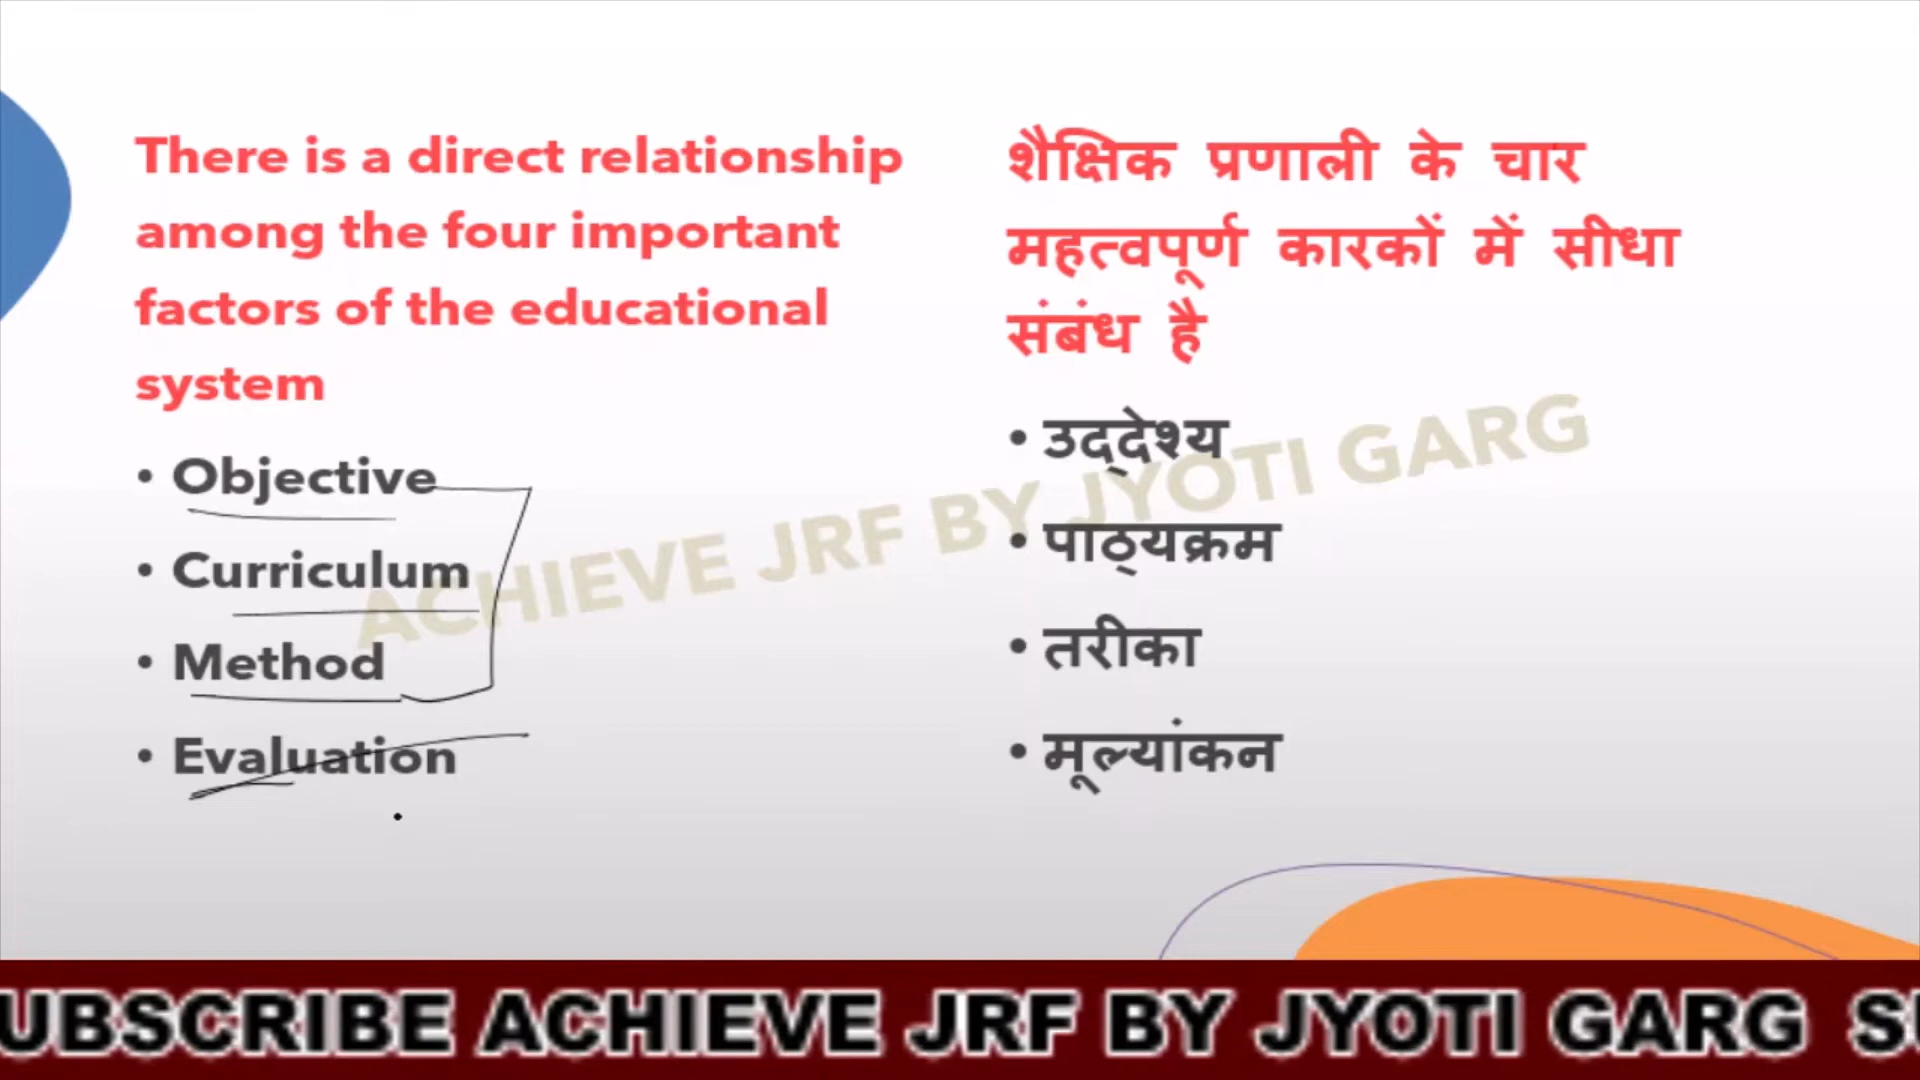 There is a direct relationship
among the four important
factors of the educational
system
• Objective
• Curriculum
• Method
• Evaluation
शैक्षिक प्रणाली के चार
महत्वपूर्ण कारकों में सीधा
संबंध है
• उद्देश्य
• पाठ्यक्रम
• तरीका
• मूल्यांकन
ACHIEVE JRF BY JYOTI GARG
UBSCRIBE ACHIEVE JRF BY JYOTI GARG SU